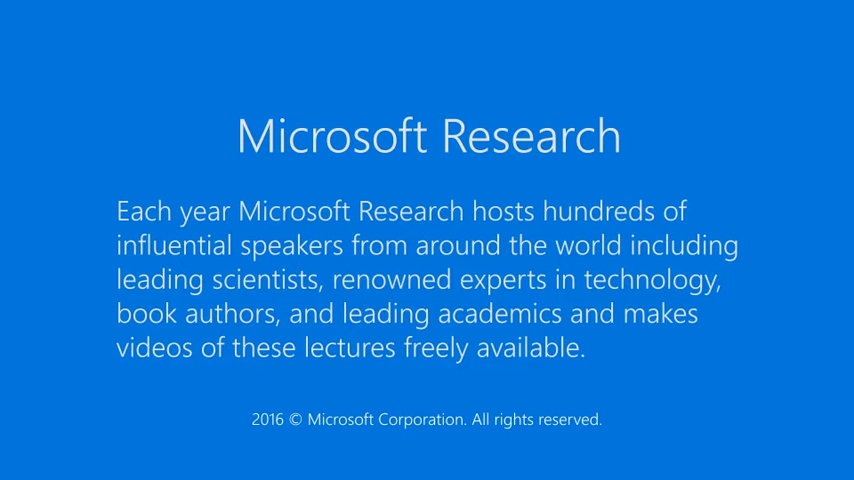 Microsoft Research
Each year Microsoft Research hosts hundreds of
influential speakers from around the world including
leading scientists, renowned experts in technology,
book authors, and leading academics and makes
videos of these lectures freely available.
2016 © Microsoft Corporation. All rights reserved.